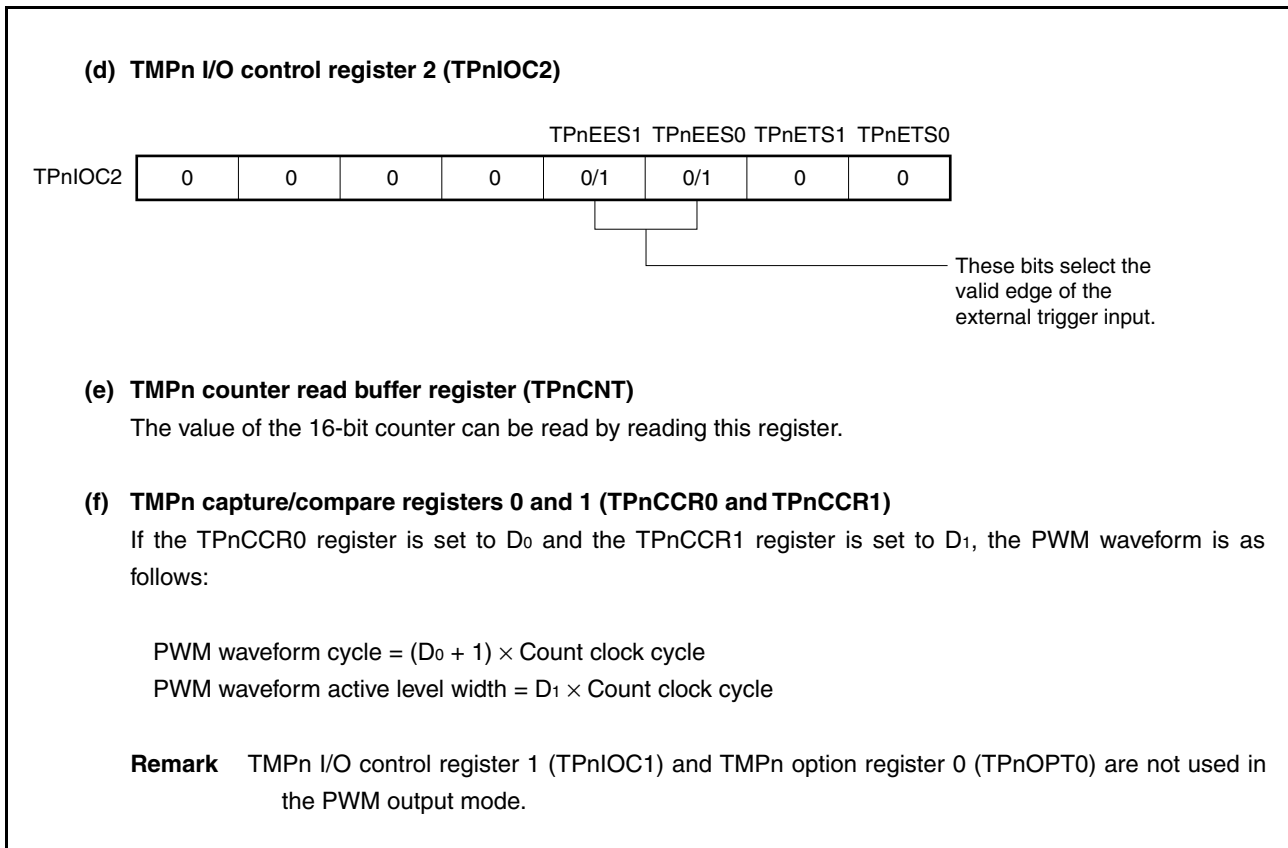 (d) TMPn I/O control register 2 (TPnIOC2)
TPnEES1 TPnEES0 TPnETS1 TPnETS0
TPnIOC2 0 0 0 0 0/1 0/1 0 0
These bits select the
valid edge of the
external trigger input.
(e) TMPn counter read buffer register (TPnCNT)
The value of the 16-bit counter can be read by reading this register.
(f) TMPn capture/compare registers 0 and 1 (TPnCCR0 and TPnCCR1)
If the TPnCCR0 register is set to D0 and the TPnCCR1 register is set to D1, the PWM waveform is as
follows:
PWM waveform cycle = (D0 + 1) × Count clock cycle
PWM waveform active level width = D1 × Count clock cycle
Remark TMPn I/O control register 1 (TPnIOC1) and TMPn option register 0 (TPnOPT0) are not used in
the PWM output mode.